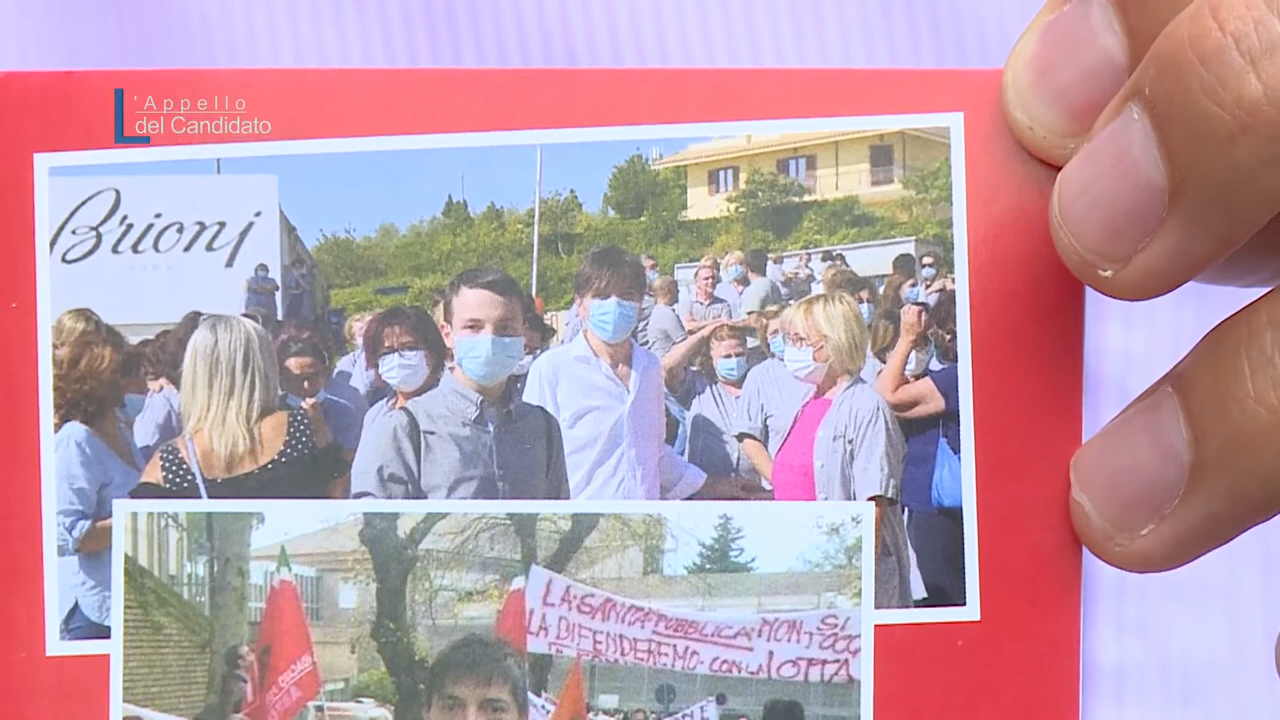 L'Appello
del Candidato
Brioni
LA SANITÀ PUBBLICA NON SI TOCCA
LA DIFENDEREMO CON LA LOTTA